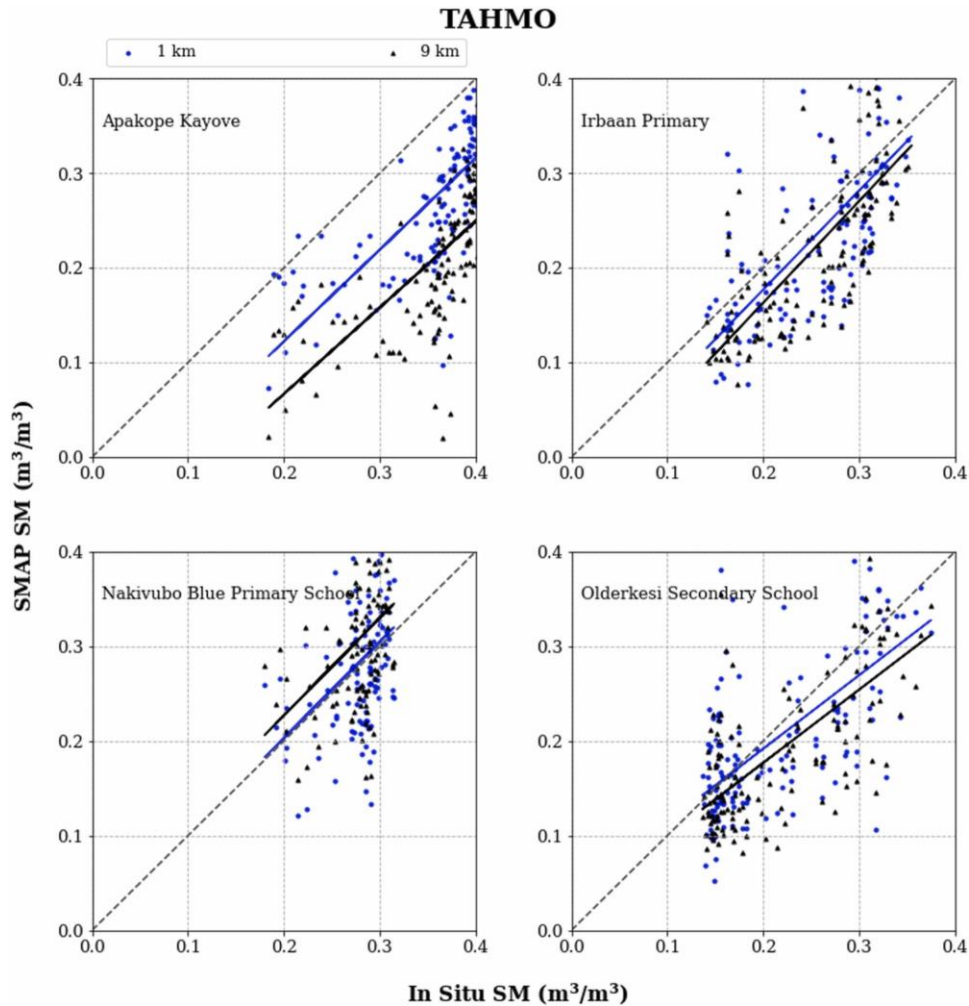 TAHMO
1 km 9 km
Apakope Kayove
0.4
0.3
0.2
0.1
0.0
0.0 0.1 0.2 0.3 0.4
Irbaan Primary
0.4
0.3
0.2
0.1
0.0
0.0 0.1 0.2 0.3 0.4
SMAP SM (m³/m³)
Nakivubo Blue Primary School
0.4
0.3
0.2
0.1
0.0
0.0 0.1 0.2 0.3 0.4
Olderkesi Secondary School
0.4
0.3
0.2
0.1
0.0
0.0 0.1 0.2 0.3 0.4
In Situ SM (m³/m³)